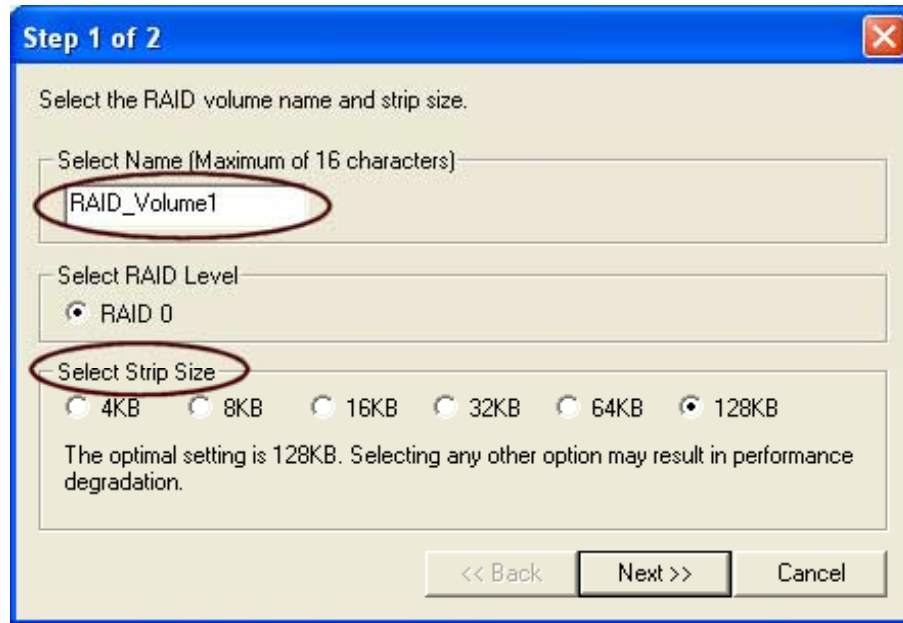 Step 1 of 2
Select the RAID volume name and strip size.
Select Name (Maximum of 16 characters)
RAID_Volume1
Select RAID Level
RAID 0
Select Strip Size
4KB 8KB 16KB 32KB 64KB 128KB
The optimal setting is 128KB. Selecting any other option may result in performance
degradation.
<< Back Next >> Cancel